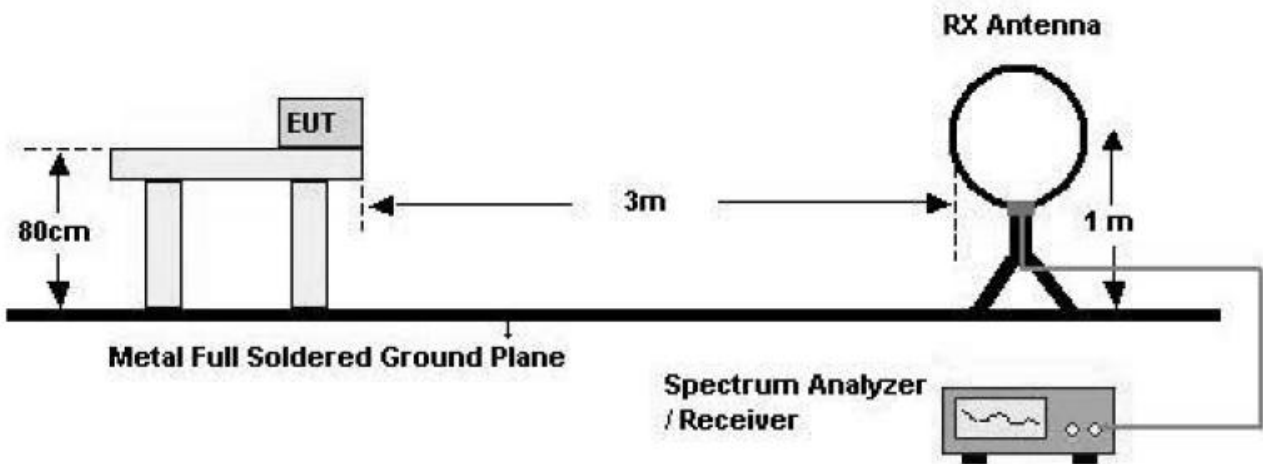 RX Antenna
EUT
80cm
3m
1 m
Metal Full Soldered Ground Plane
Spectrum Analyzer
/ Receiver